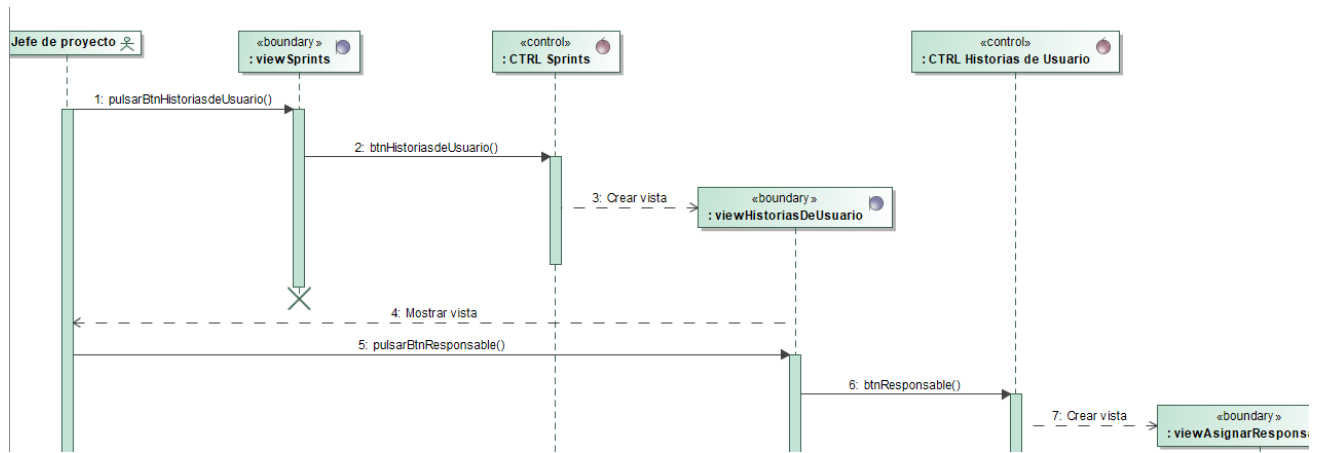 Jefe de proyecto
«boundary»
: viewSprints
«control»
: CTRL Sprints
«control»
: CTRL Historias de Usuario
1: pulsarBtnHistoriasdeUsuario()
2: btnHistoriasdeUsuario()
3: Crear vista
«boundary»
: viewHistoriasDeUsuario
4: Mostrar vista
5: pulsarBtnResponsable()
6: btnResponsable()
7: Crear vista
«boundary»
: viewAsignarRespons